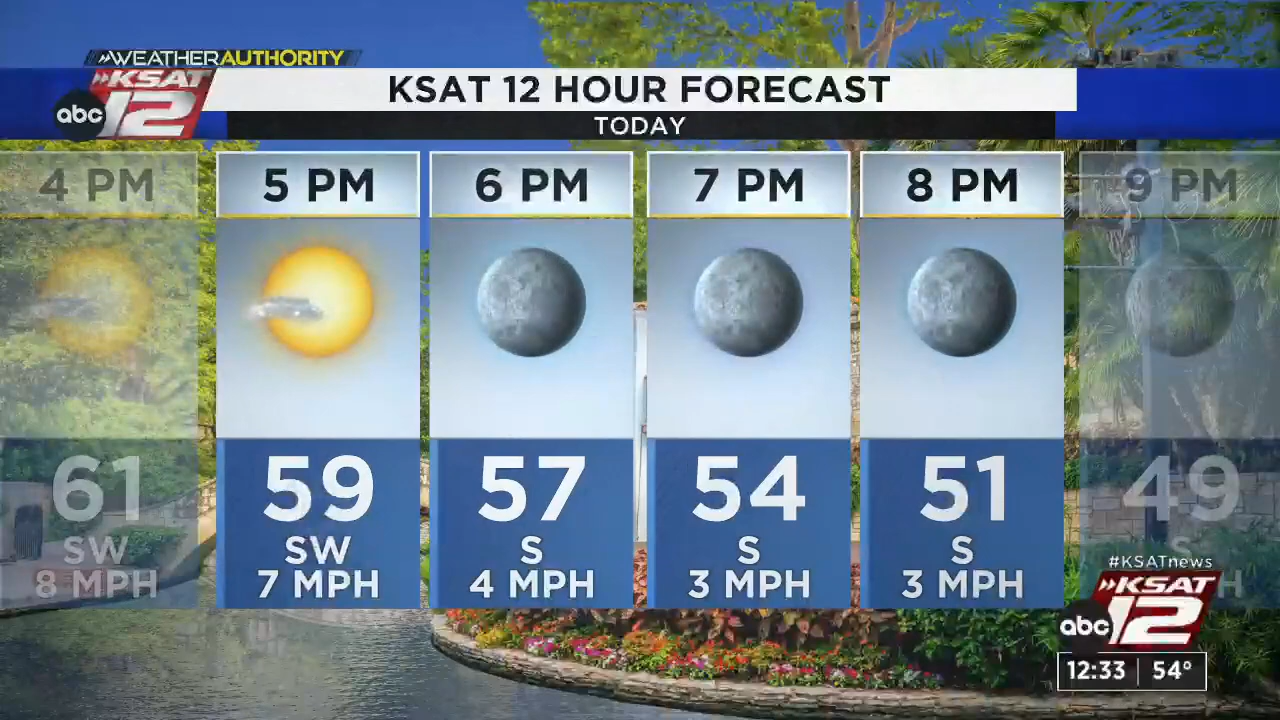 »WEATHERAUTHORITY
»KSAT
abc 12
KSAT 12 HOUR FORECAST
TODAY
4 PM 5 PM 6 PM 7 PM 8 PM 9 PM
61 59 57 54 51 49
SW SW S S S S
8 MPH 7 MPH 4 MPH 3 MPH 3 MPH H
#KSATnews
»KSAT
abc 12
12:33 54°